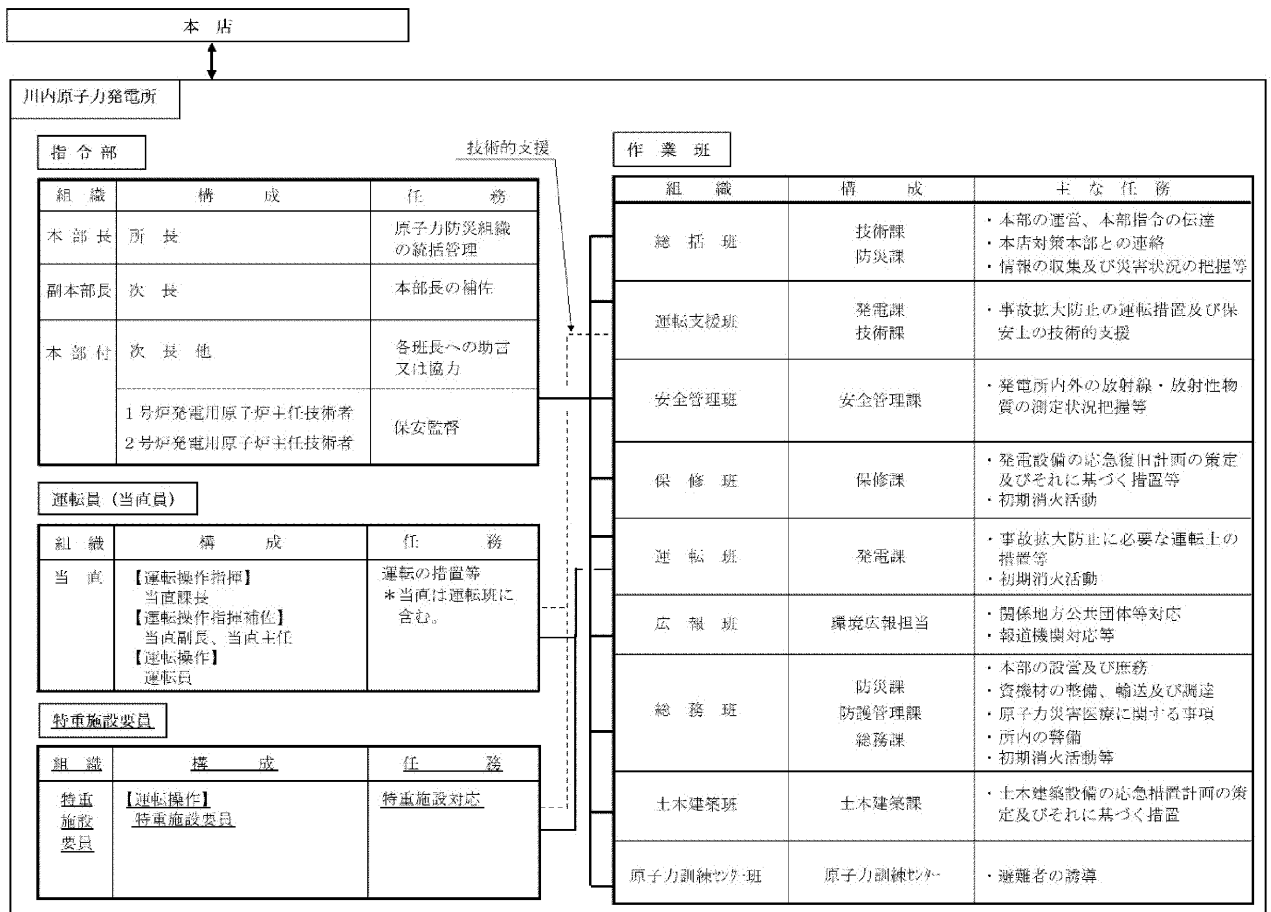 本店
川内原子力発電所
指令部
技術的支援
組織 構成 任務
本部長 所長 原子力防災組織
の統括管理
副本部長 次長 本部長の補佐
本部付 次長他 各班長への助言
又は協力
1号炉発電用原子炉主任技術者
2号炉発電用原子炉主任技術者
保安監督
運転員(当直員)
組織 構成 任務
当直 【運転操作指揮】 運転の措置等
当直課長 *当直は運転班に
【運転操作指揮補佐】 含む。
当直副長、当直主任
【運転操作】
運転員
特重施設要員
組織 構成 任務
特重 【運転操作】 特重施設対応
施設 特重施設要員
要員
作業班
組織 構成 主な任務
総括班 技術課
防災課
・本部の運営、本部指令の伝達
・本店対策本部との連絡
・情報の収集及び災害状況の把握等
運転支援班 発電課
技術課
・事故拡大防止の運転措置及び保
安上の技術的支援
安全管理班 安全管理課
・発電所内外の放射線・放射性物
質の測定状況把握等
保修班 保修課
・発電設備の応急復旧計画の策定
及びそれに基づく措置等
・初期消火活動
運転班 発電課
・事故拡大防止に必要な運転上の
措置等
・初期消火活動
広報班 環境広報担当
・関係地方公共団体等対応
・報道機関対応等
総務班 防災課
防護管理課
総務課
・本部の設営及び庶務
・資機材の整備、輸送及び調達
・原子力災害医療に関する事項
・所内の警備
・初期消火活動等
土木建築班 土木建築課
・土木建築設備の応急措置計画の策
定及びそれに基づく措置
原子力訓練センター班 原子力訓練センター
・避難者の誘導